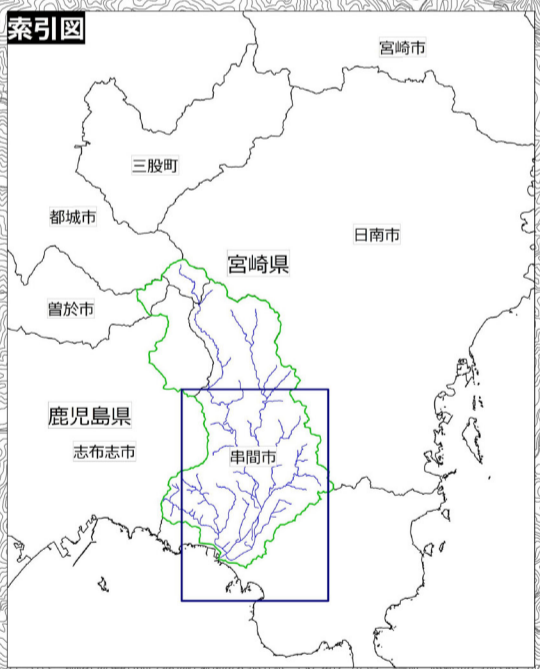 索引図
宮崎市
三股町
都城市
日南市
宮崎県
曽於市
鹿児島県
志布志市
串間市